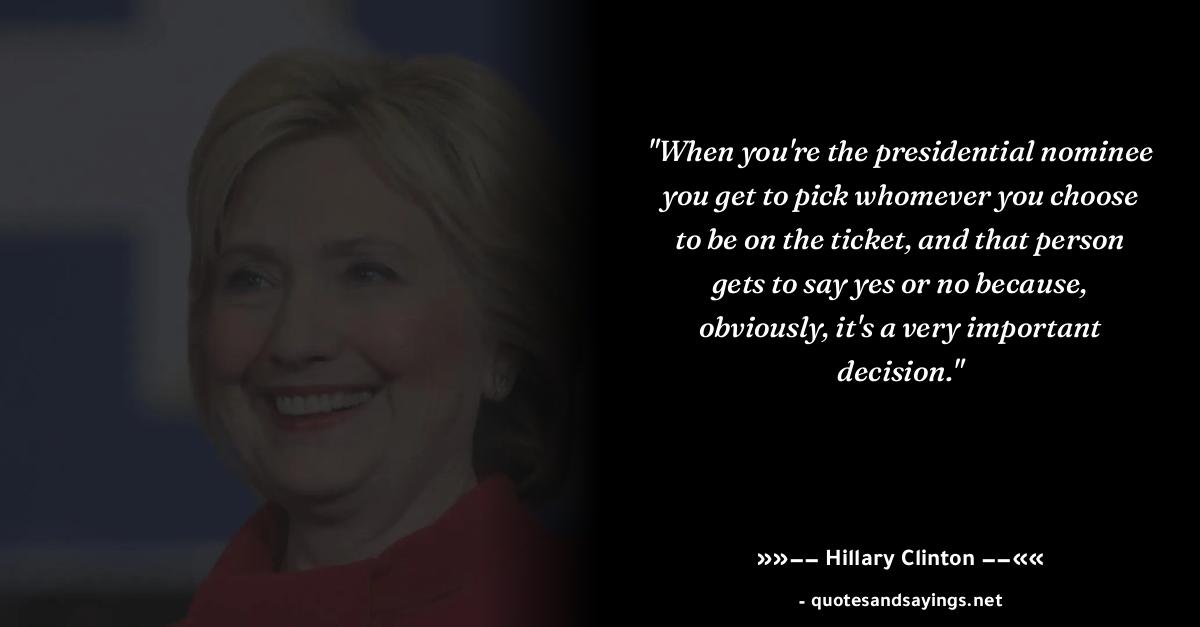 "When you're the presidential nominee
you get to pick whomever you choose
to be on the ticket, and that person
gets to say yes or no because,
obviously, it's a very important
decision."
»»–– Hillary Clinton ––««
- quotesandsayings.net